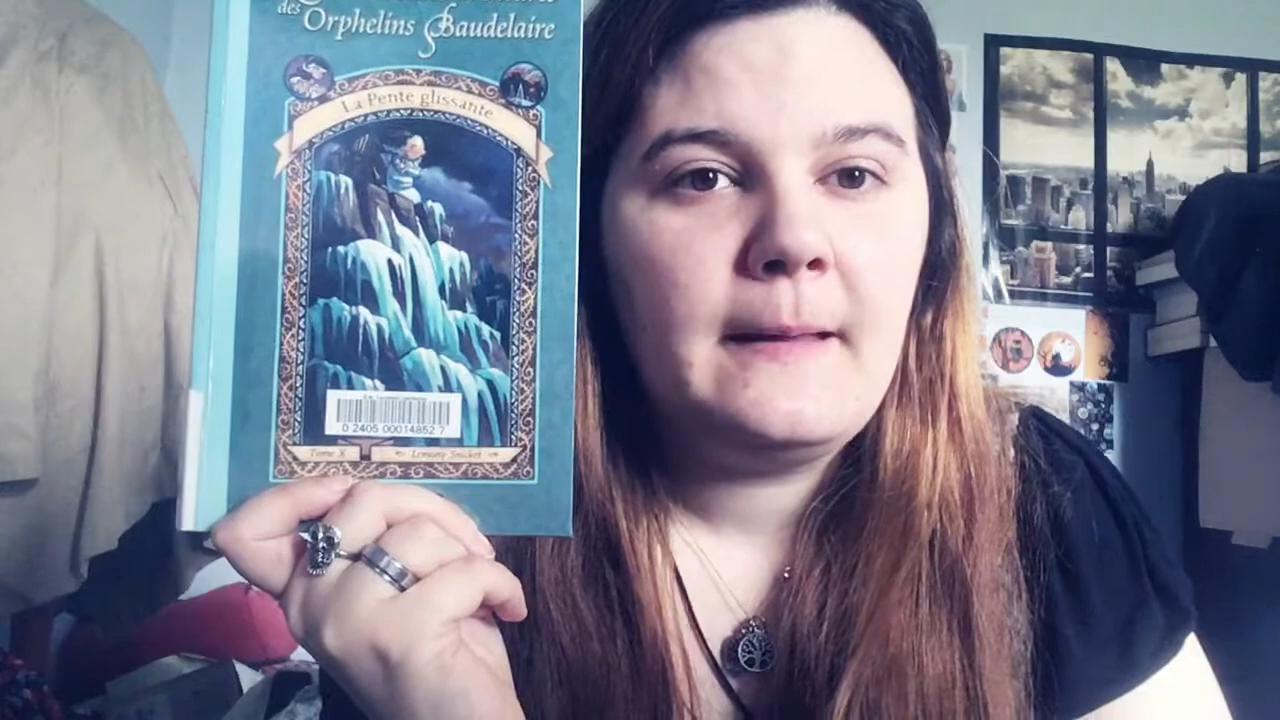 des Orphelins Baudelaire
La Pente glissante
0 2405 00014852 7
Tome X
Lemony Snicket